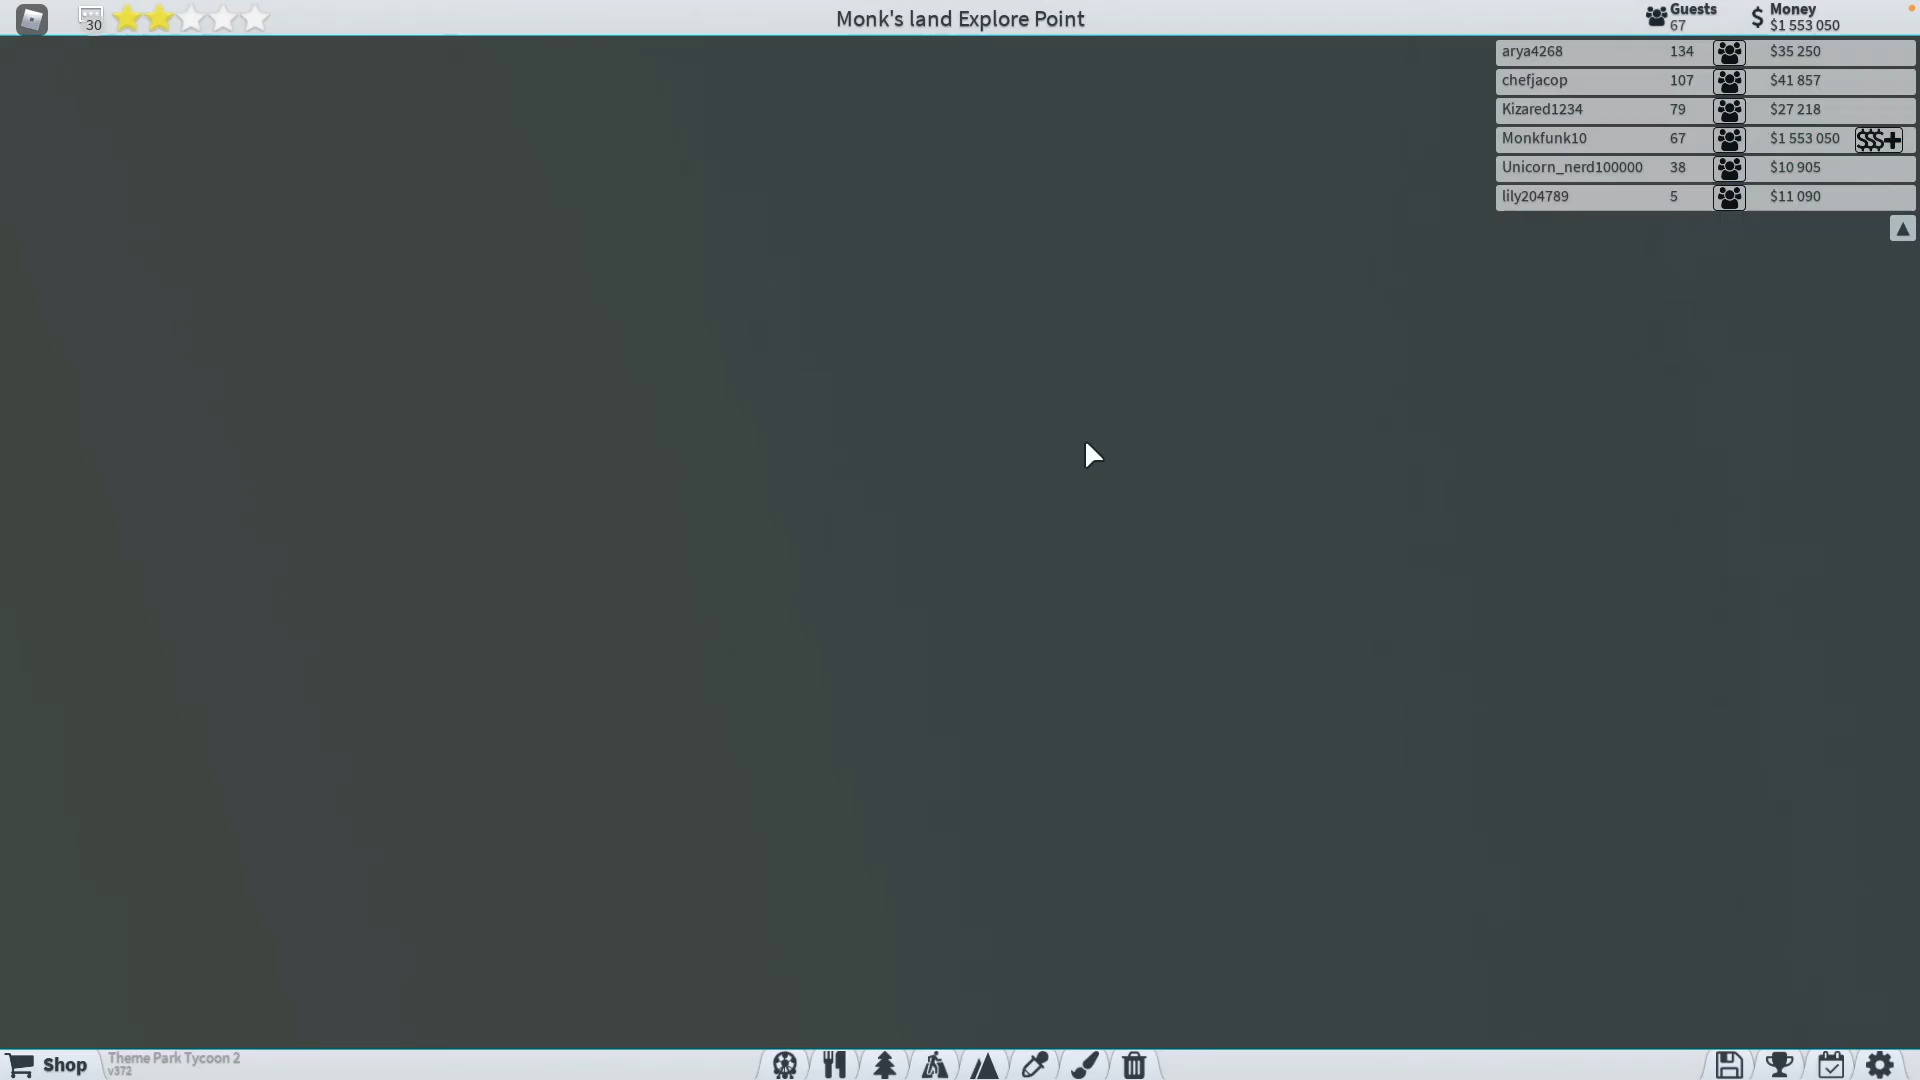 30
Monk's land Explore Point
Guests
67
$ Money
$1 553 050
arya4268 134 $35 250
chefjacop 107 $41 857
Kizared1234 79 $27 218
Monkfunk10 67 $1 553 050 $$$+
Unicorn_nerd100000 38 $10 905
lily204789 5 $11 090
Shop
Theme Park Tycoon 2
v372